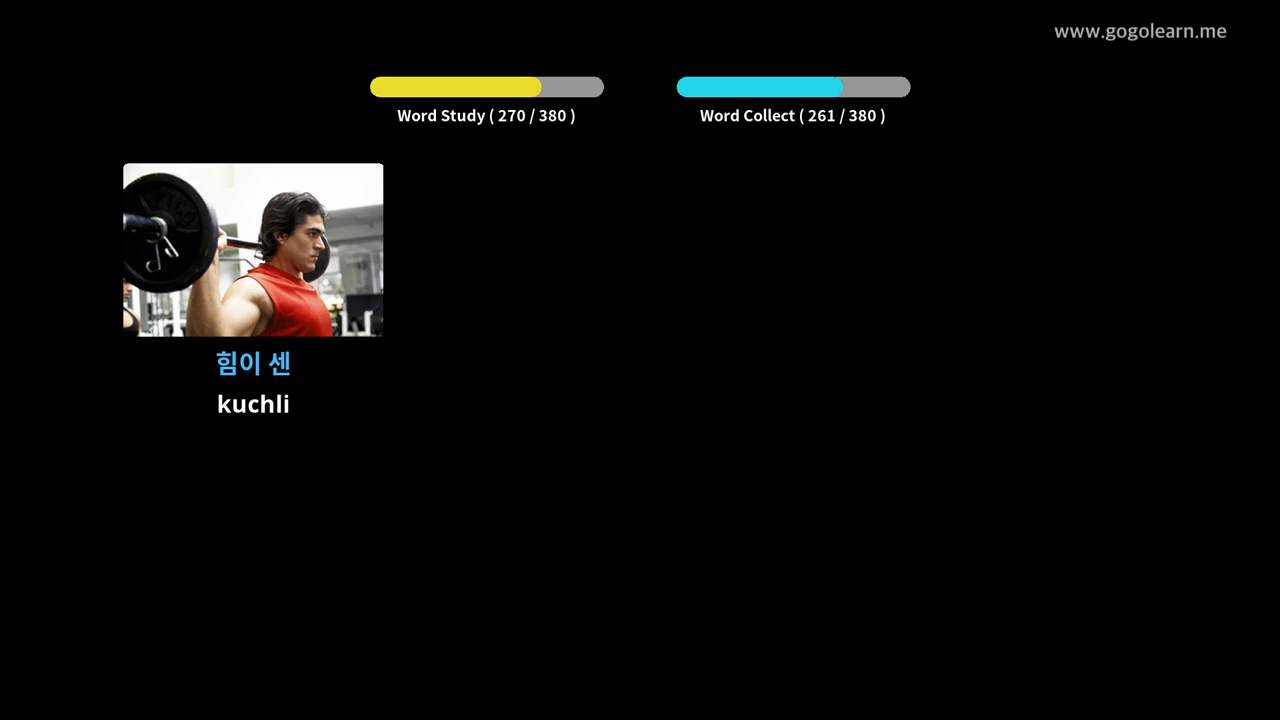 www.gogolearn.me
Word Study ( 270 / 380 )
Word Collect ( 261 / 380 )
힘이 센
kuchli